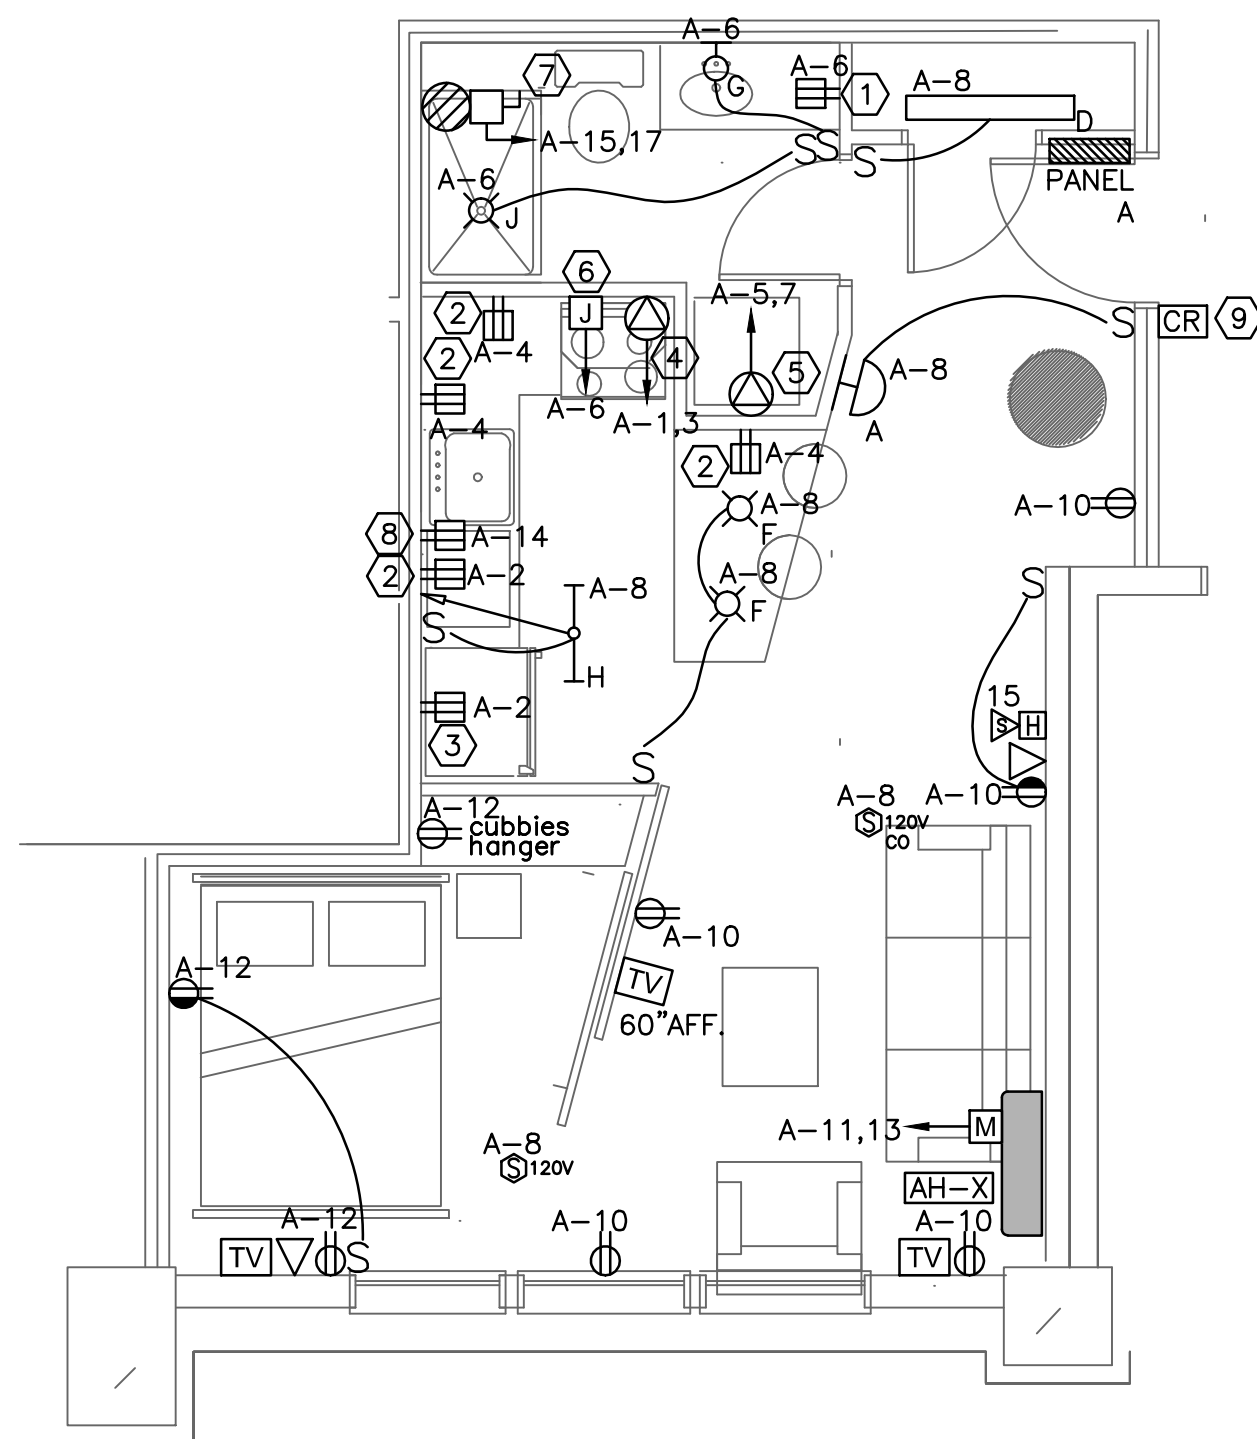 A-6
7
A-6
1
A-8
G
D
A-15,17
S S S
PANEL
A-6
A
J
6
A-5,7
2
J
S
CR
9
A-4
2
4
5
A-8
A-6
A-1,3
A-4
A
2
A-4
A-8
A-10
F
8
A-14
2
A-2
A-8
A-8
S
F
S
H
15
A-2
S
H
3
S
A-8
A-10
A-12
S
120V
cubbies
CO
hanger
A-10
A-12
TV
60"AFF.
A-11,13
M
A-8
S
120V
AH-X
A-12
A-10
A-10
TV
S
TV